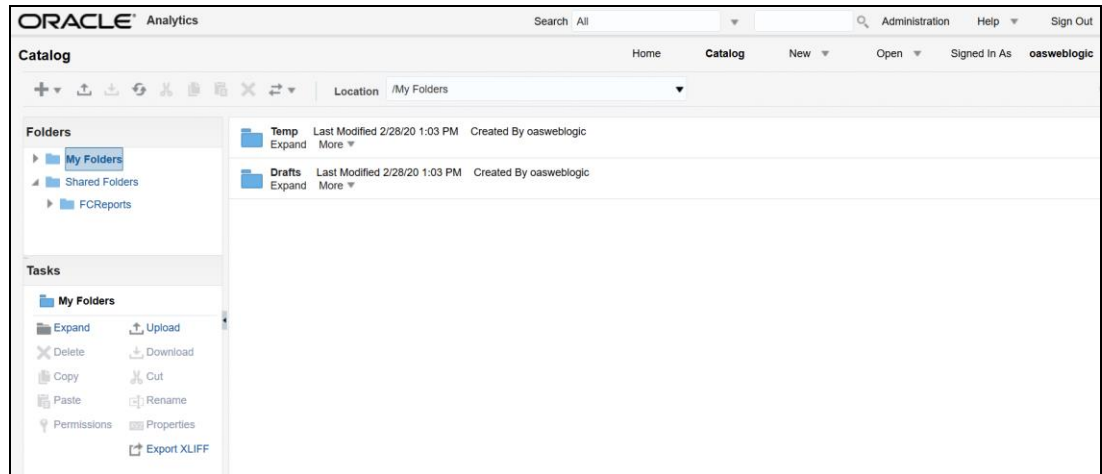 ORACLE Analytics Search All Administration Help Sign Out
Catalog Home Catalog New Open Signed In As oasweblogic
Location /My Folders
Folders
My Folders
Shared Folders
FCReports
Temp Last Modified 2/28/20 1:03 PM Created By oasweblogic
Expand More
Drafts Last Modified 2/28/20 1:03 PM Created By oasweblogic
Expand More
Tasks
My Folders
Expand Upload
Delete Download
Copy Cut
Paste Rename
Permissions Properties
Export XLIFF